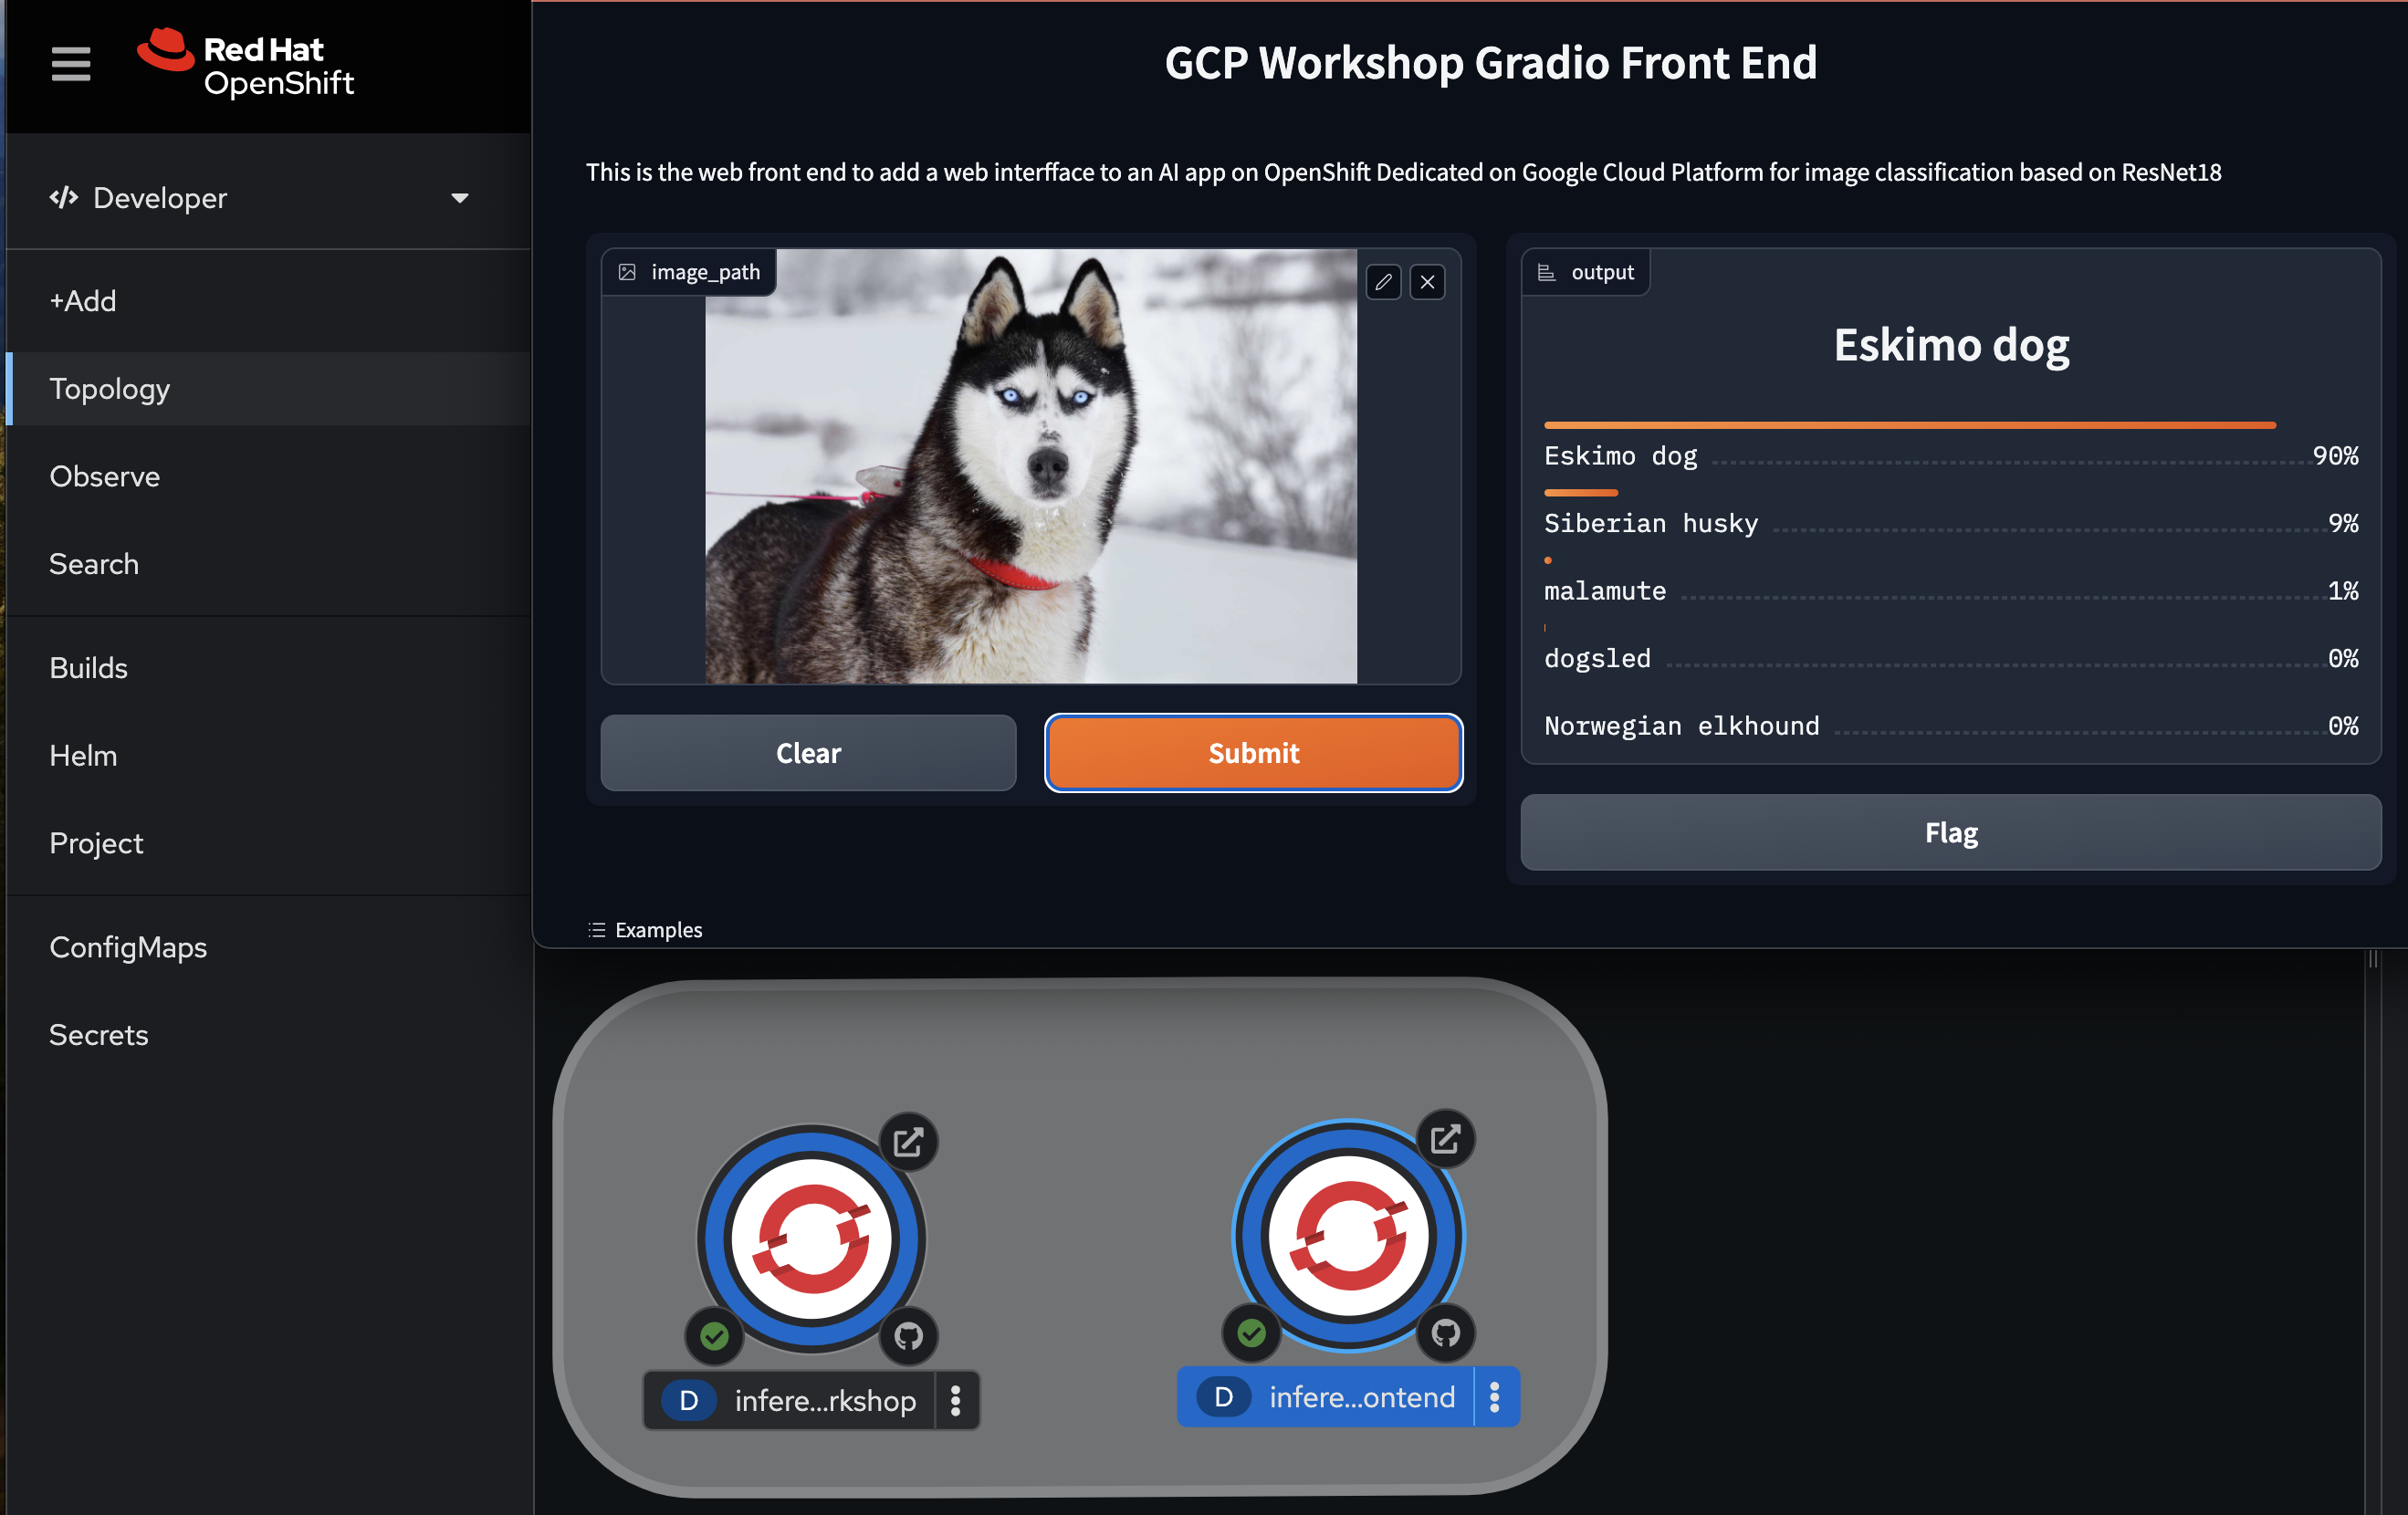 Red Hat
OpenShift
Developer
+Add
Topology
Observe
Search
Builds
Helm
Project
ConfigMaps
Secrets
GCP Workshop Gradio Front End
This is the web front end to add a web interfface to an AI app on OpenShift Dedicated on Google Cloud Platform for image classification based on ResNet18
image_path
Clear
Submit
output
Eskimo dog
Eskimo dog 90%
Siberian husky 9%
malamute 1%
dogsled 0%
Norwegian elkhound 0%
Flag
Examples
D infere...rkshop
D infere...ontend